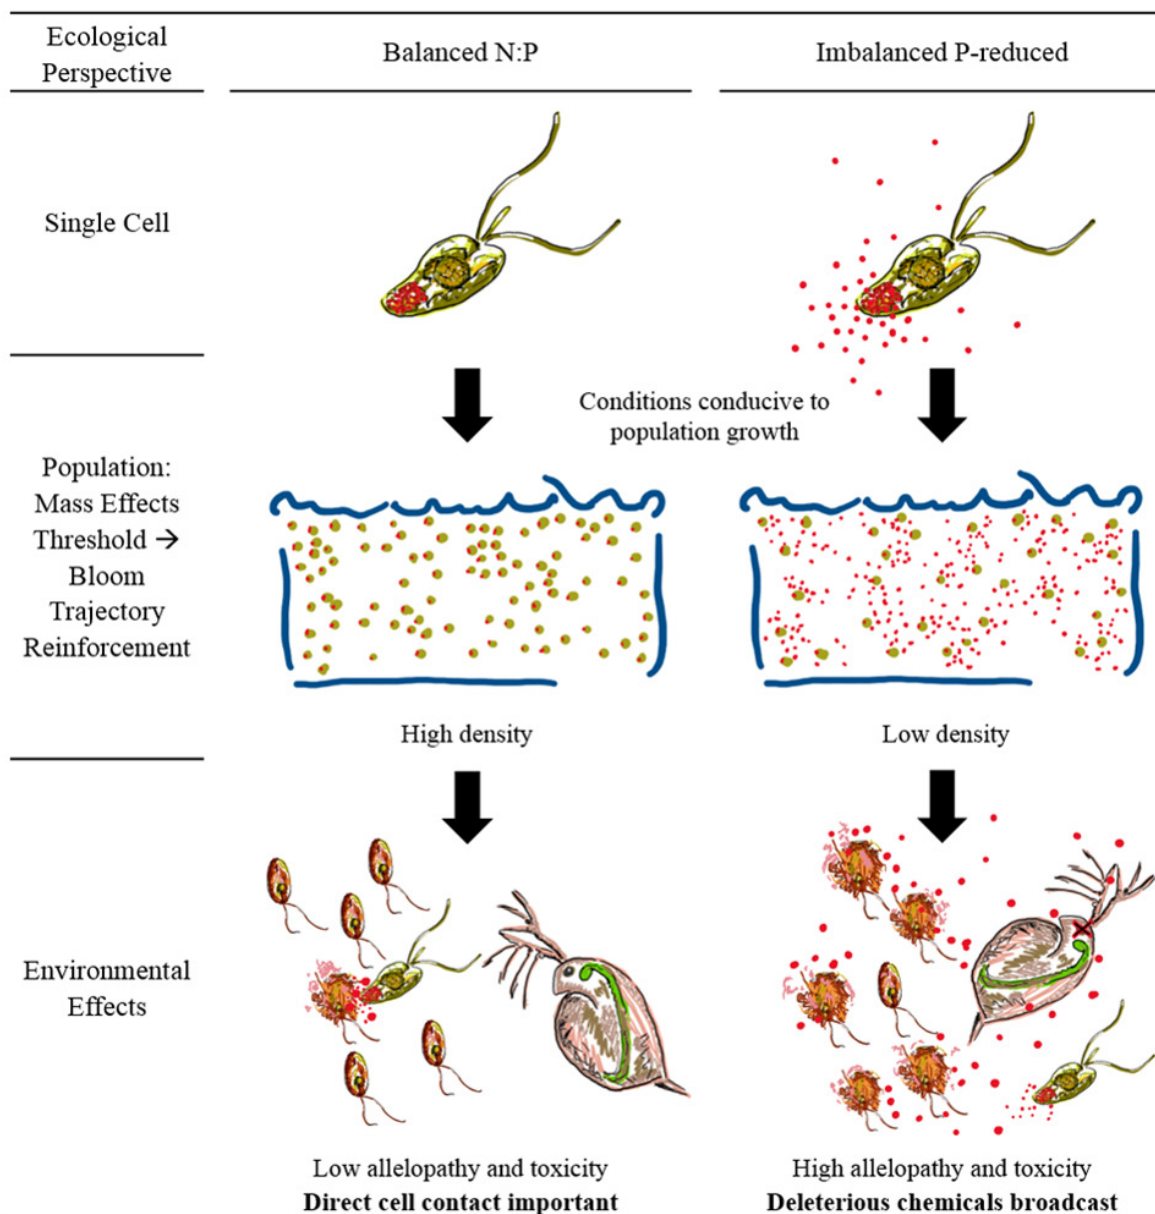 Ecological
Perspective
Balanced N:P
Imbalanced P-reduced
Single Cell
Conditions conducive to
population growth
Population:
Mass Effects
Threshold →
Bloom
Trajectory
Reinforcement
High density
Low density
Environmental
Effects
Low allelopathy and toxicity
Direct cell contact important
High allelopathy and toxicity
Deleterious chemicals broadcast